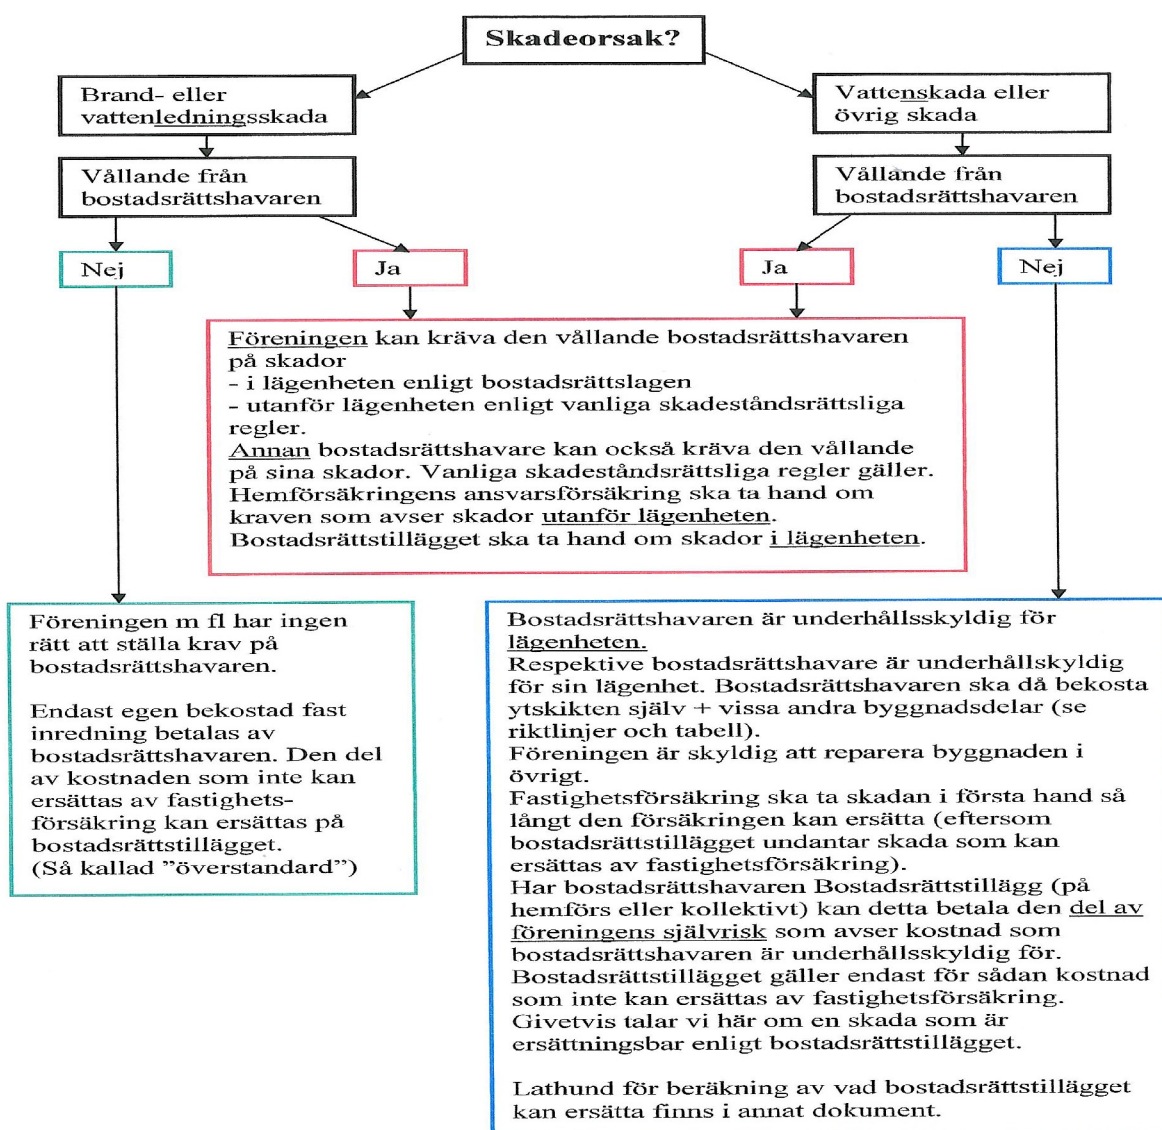 Skadeorsak?
Brand- eller
vattenledningsskada
Vattenskada eller
övrig skada
Vållande från
bostadsrättshavaren
Vållande från
bostadsrättshavaren
Nej
Ja
Ja
Nej
Föreningen kan kräva den vållande bostadsrättshavaren
på skador
- i lägenheten enligt bostadsrättslagen
- utanför lägenheten enligt vanliga skadeståndsrättsliga
regler.
Annan bostadsrättshavare kan också kräva den vållande
på sina skador. Vanliga skadeståndsrättsliga regler gäller.
Hemförsäkringens ansvarsförsäkring ska ta hand om
kraven som avser skador utanför lägenheten.
Bostadsrättstillägget ska ta hand om skador i lägenheten.
Föreningen m fl har ingen
rätt att ställa krav på
bostadsrättshavaren.
Endast egen bekostad fast
inredning betalas av
bostadsrättshavaren. Den del
av kostnaden som inte kan
ersättas av fastighets-
försäkring kan ersättas på
bostadsrättstillägget.
(Så kallad ”överstandard”)
Bostadsrättshavaren är underhållsskyldig för
lägenheten.
Respektive bostadsrättshavare är underhållskyldig
för sin lägenhet. Bostadsrättshavaren ska då bekosta
ytskikten själv + vissa andra byggnadsdelar (se
riktlinjer och tabell).
Föreningen är skyldig att reparera byggnaden i
övrigt.
Fastighetsförsäkring ska ta skadan i första hand så
långt den försäkringen kan ersätta (eftersom
bostadsrättstillägget undantar skada som kan
ersättas av fastighetsförsäkring).
Har bostadsrättshavaren Bostadsrättstillägg (på
hemförs eller kollektivt) kan detta betala den del av
föreningens självrisk som avser kostnad som
bostadsrättshavaren är underhållsskyldig för.
Bostadsrättstillägget gäller endast för sådan kostnad
som inte kan ersättas av fastighetsförsäkring.
Givetvis talar vi här om en skada som är
ersättningsbar enligt bostadsrättstillägget.
Lathund för beräkning av vad bostadsrättstillägget
kan ersätta finns i annat dokument.